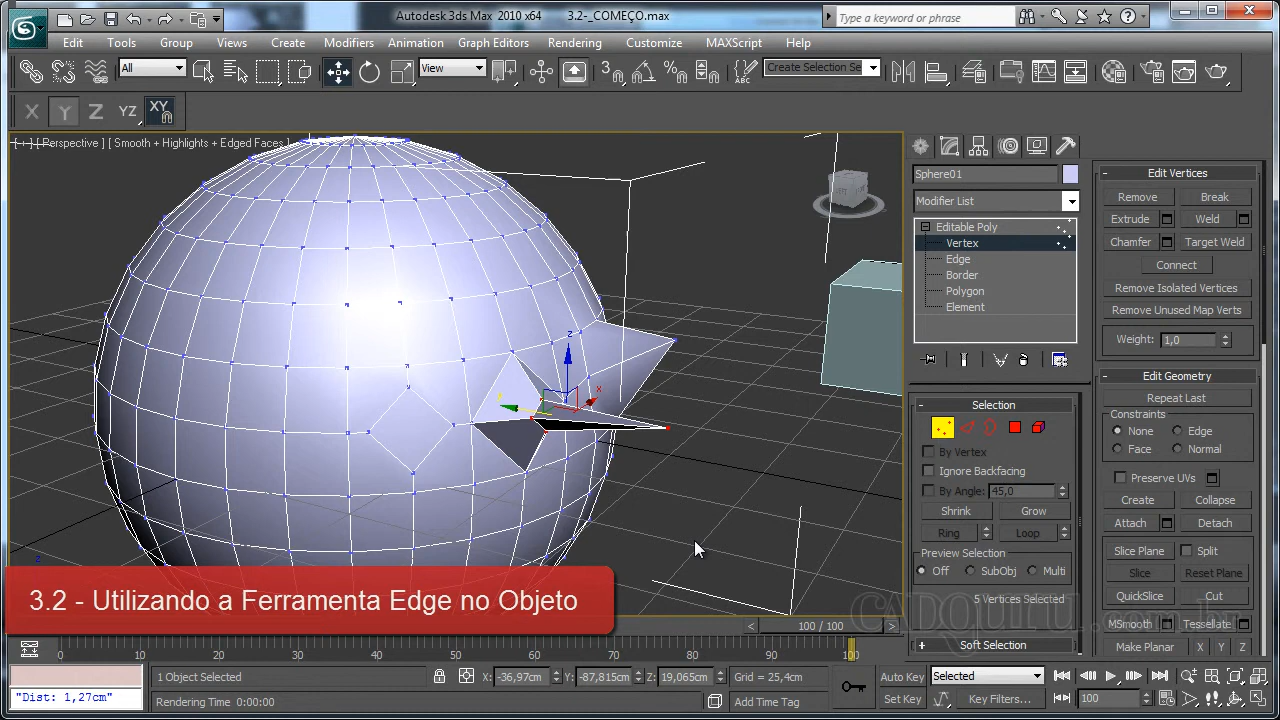 Autodesk 3ds Max 2010 x64
3.2-_COMEÇO.max
Type a keyword or phrase
Edit
Tools
Group
Views
Create
Modifiers
Animation
Graph Editors
Rendering
Customize
MAXScript
Help
All
View
3
Create Selection Se
X
Y
Z
YZ
XY
[ + ] [ Perspective ] [ Smooth + Highlights + Edged Faces ]
Sphere01
Modifier List
Editable Poly
Vertex
Edge
Border
Polygon
Element
Selection
By Vertex
Ignore Backfacing
By Angle:
45,0
Shrink
Grow
Ring
Loop
Preview Selection
Off
SubObj
Multi
5 Vertices Selected
Soft Selection
Edit Vertices
Remove
Break
Extrude
Weld
Chamfer
Target Weld
Connect
Remove Isolated Vertices
Remove Unused Map Verts
Weight:
1,0
Edit Geometry
Repeat Last
Constraints
None
Edge
Face
Normal
Preserve UVs
Create
Collapse
Attach
Detach
Slice Plane
Split
Slice
Reset Plane
QuickSlice
Cut
MSmooth
Tessellate
Make Planar
X
Y
Z
z
x
y
3.2 - Utilizando a Ferramenta Edge no Objeto
CADGuru.com.br
100 / 100
0
10
20
30
40
50
60
70
80
90
100
1 Object Selected
X:
-36,97cm
Y:
-87,815cm
Z:
19,065cm
Grid = 25,4cm
Auto Key
Selected
"Dist: 1,27cm"
Rendering Time 0:00:00
Add Time Tag
Set Key
Key Filters...
100